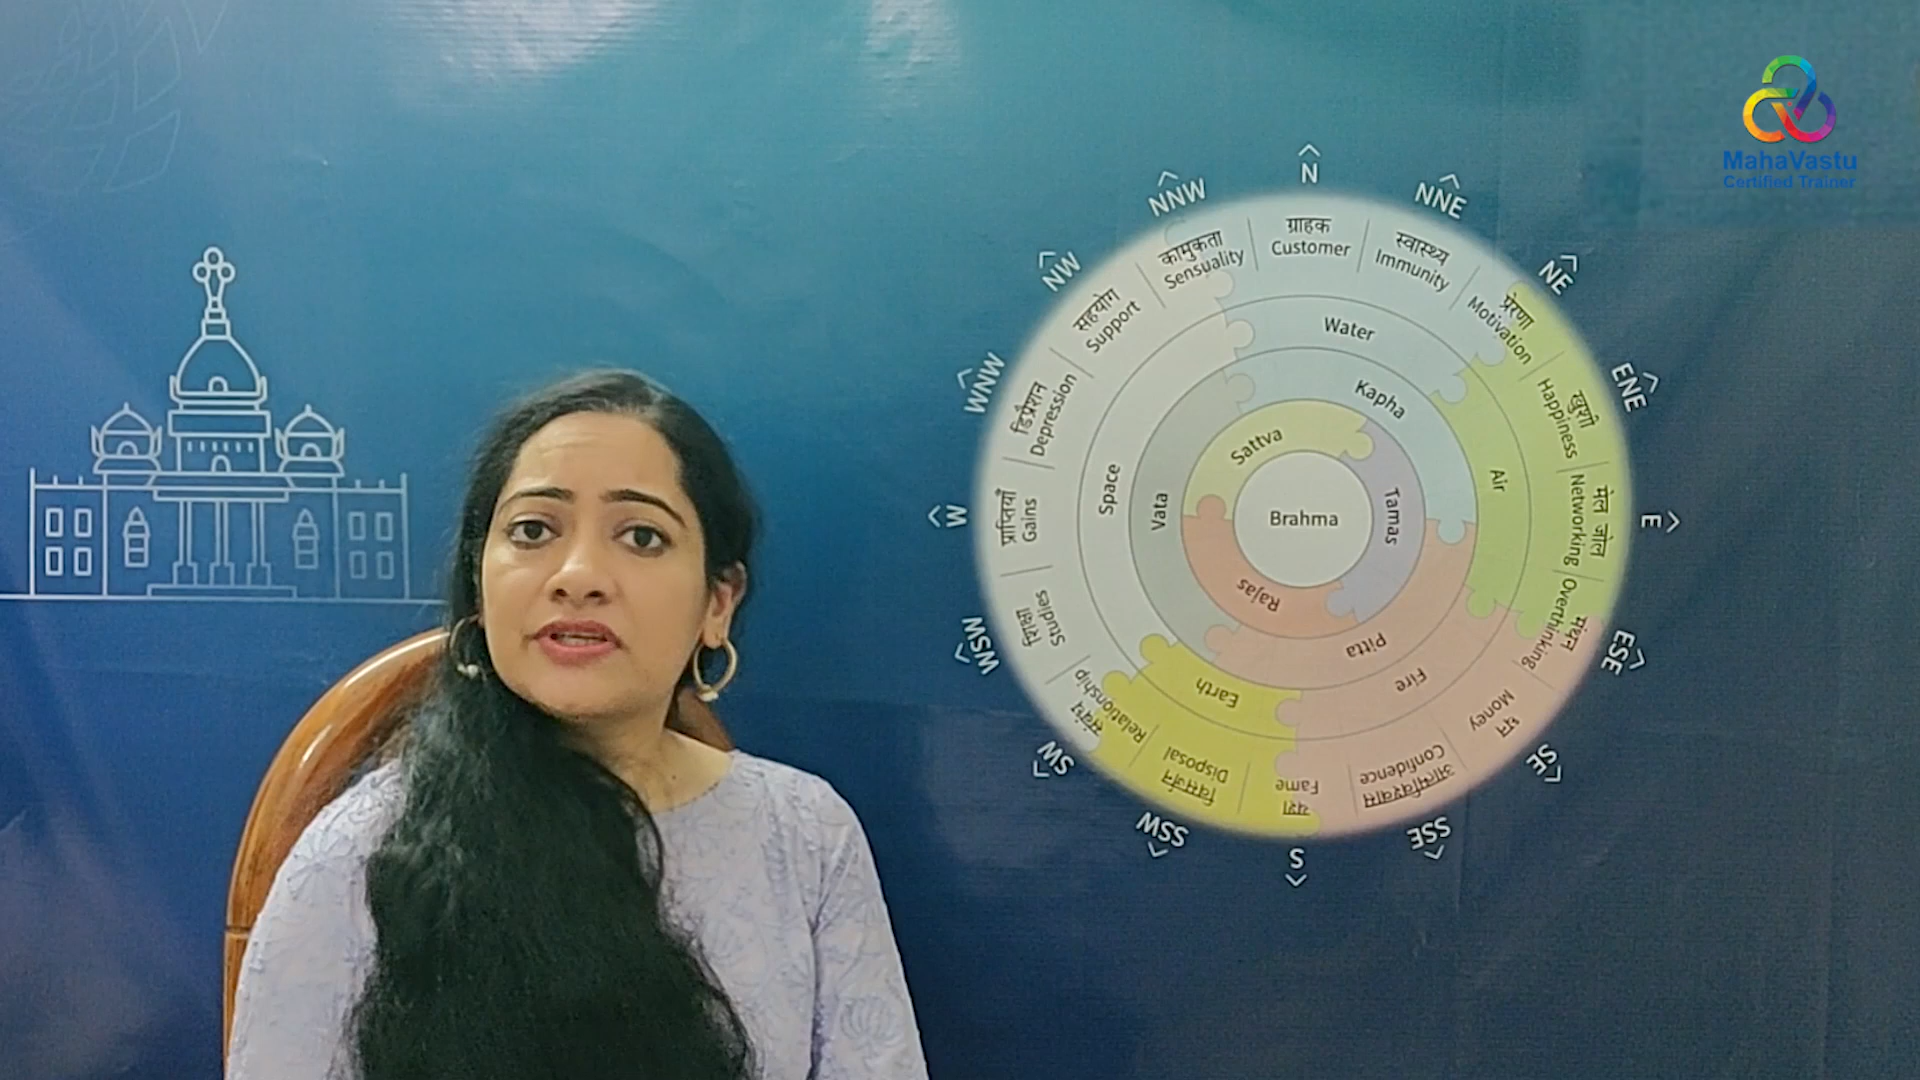 MahaVastu
Certified Trainer
N
NNE
NE
ENE
E
ESE
SE
SSE
S
SSW
SW
WSW
W
WNW
NW
NNW
ग्राहक
Customer
स्वास्थ्य
Immunity
प्रेरणा
Motivation
खुशी
Happiness
मेल जोल
Networking
मंथन
Overthinking
धन
Money
आत्मविश्वास
Confidence
यश
Fame
विसर्जन
Disposal
संबंध
Relationship
शिक्षा
Studies
प्राप्तियाँ
Gains
डिप्रैशन
Depression
सहयोग
Support
कामुकता
Sensuality
Water
Air
Fire
Earth
Space
Kapha
Pitta
Vata
Sattva
Tamas
Rajas
Brahma